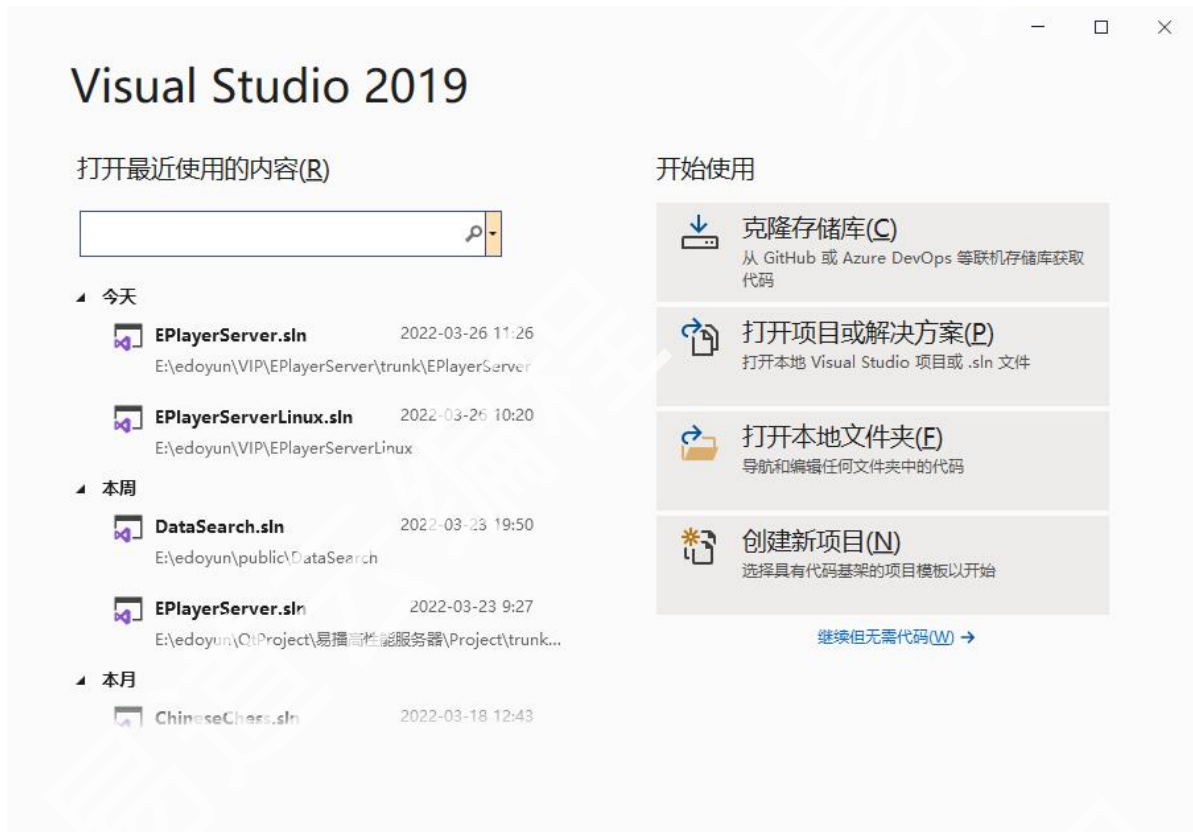 Visual Studio 2019
打开最近使用的内容(R)
今天
EPlayerServer.sln 2022-03-26 11:26
E:\edoyun\VIP\EPlayerServer\trunk\EPlayerServer
EPlayerServerLinux.sln 2022-03-26 10:20
E:\edoyun\VIP\EPlayerServerLinux
本周
DataSearch.sln 2022-03-23 19:50
E:\edoyun\public\DataSearch
EPlayerServer.sln 2022-03-23 9:27
E:\edoyun\QtProject\易播高性能服务器\Project\trunk...
本月
ChineseChess.sln 2022-03-18 12:43
开始使用
克隆存储库(C)
从 GitHub 或 Azure DevOps 等联机存储库获取
代码
打开项目或解决方案(P)
打开本地 Visual Studio 项目或 .sln 文件
打开本地文件夹(F)
导航和编辑任何文件夹中的代码
创建新项目(N)
选择具有代码基架的项目模板以开始
继续但无需代码(W) →